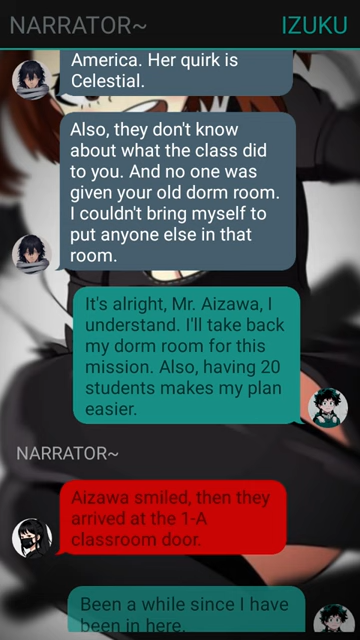 NARRATOR~ IZUKU
America. Her quirk is
Celestial.
Also, they don't know
about what the class did
to you. And no one was
given your old dorm room.
I couldn't bring myself to
put anyone else in that
room.
It's alright, Mr. Aizawa, I
understand. I'll take back
my dorm room for this
mission. Also, having 20
students makes my plan
easier.
NARRATOR~
Aizawa smiled, then they
arrived at the 1-A
classroom door.
Been a while since I have
been in here.